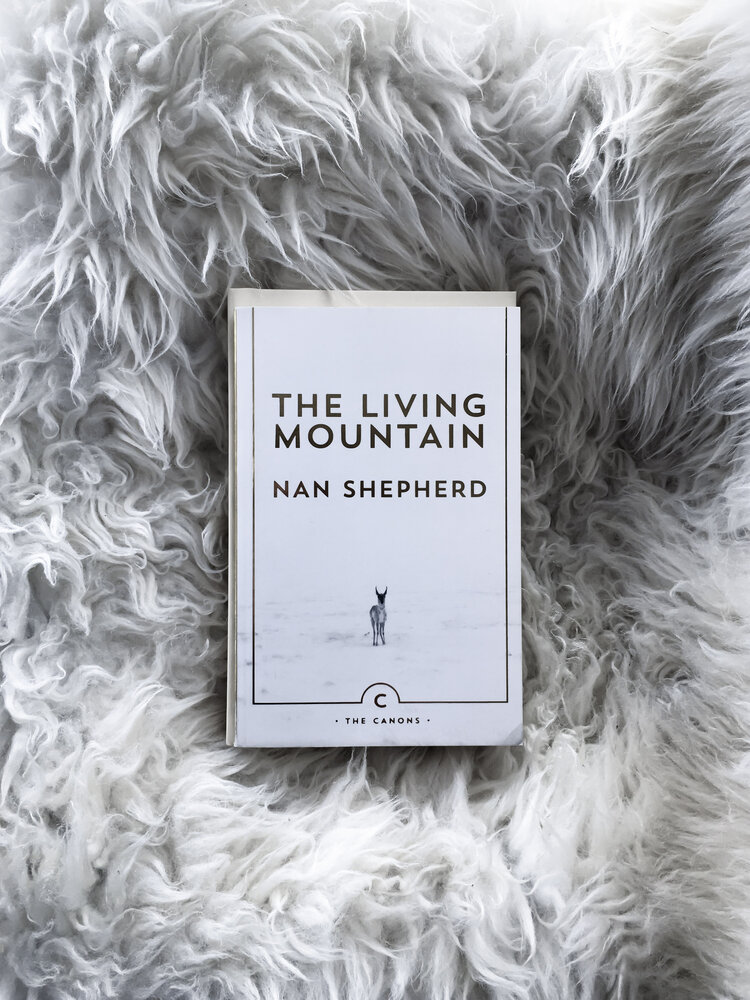 THE LIVING
MOUNTAIN
NAN SHEPHERD
C
• THE CANONS •